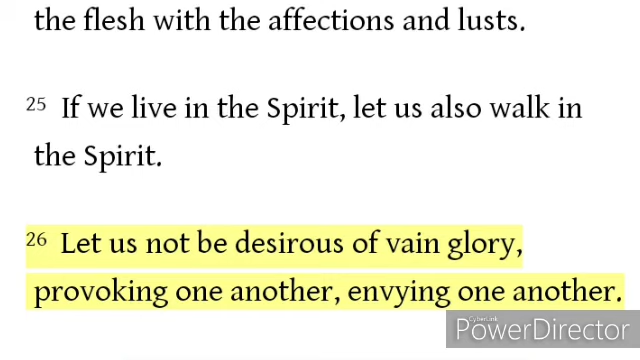 the flesh with the affections and lusts.
25 If we live in the Spirit, let us also walk in
the Spirit.
26 Let us not be desirous of vain glory,
provoking one another, envying one another.
CyberLink
PowerDirector